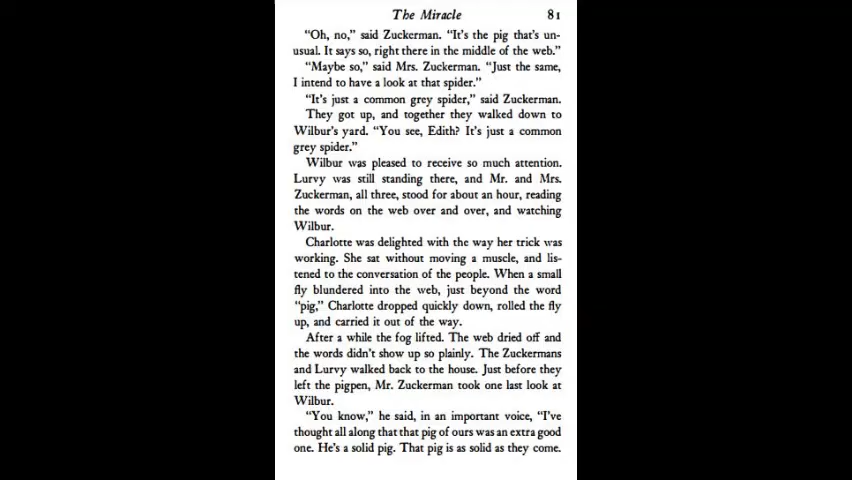 The Miracle 81
“Oh, no,” said Zuckerman. “It's the pig that's un-
usual. It says so, right there in the middle of the web.”
“Maybe so,” said Mrs. Zuckerman. “Just the same,
I intend to have a look at that spider.”
“It's just a common grey spider,” said Zuckerman.
They got up, and together they walked down to
Wilbur's yard. “You see, Edith? It's just a common
grey spider.”
Wilbur was pleased to receive so much attention.
Lurvy was still standing there, and Mr. and Mrs.
Zuckerman, all three, stood for about an hour, reading
the words on the web over and over, and watching
Wilbur.
Charlotte was delighted with the way her trick was
working. She sat without moving a muscle, and lis-
tened to the conversation of the people. When a small
fly blundered into the web, just beyond the word
“pig,” Charlotte dropped quickly down, rolled the fly
up, and carried it out of the way.
After a while the fog lifted. The web dried off and
the words didn't show up so plainly. The Zuckermans
and Lurvy walked back to the house. Just before they
left the pigpen, Mr. Zuckerman took one last look at
Wilbur.
“You know,” he said, in an important voice, “I've
thought all along that that pig of ours was an extra good
one. He's a solid pig. That pig is as solid as they come.